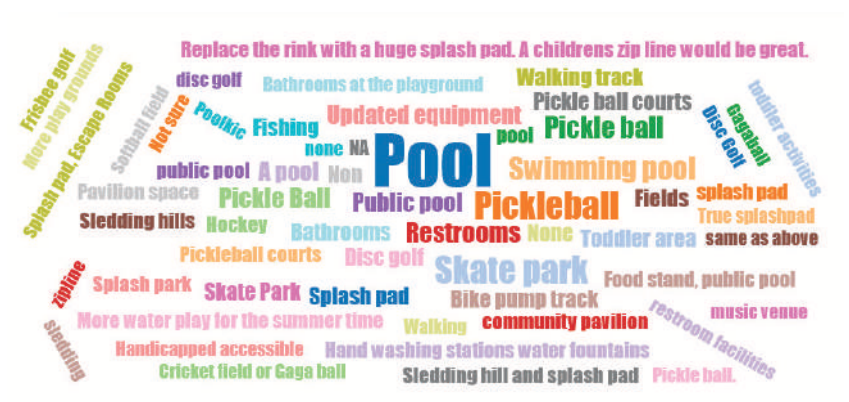 Replace the rink with a huge splash pad. A childrens zip line would be great.
Frisbee golf
More play grounds
Splash pad, Escape Rooms
Softball field
Not sure
disc golf
Bathrooms at the playground
Walking track
Poolkic
Fishing
Updated equipment
Pickle ball courts
pool
Pickle ball
Disc Golf
Gagaball
toddler activities
none
NA
Pool
public pool
A pool
Non
Swimming pool
Pavilion space
Pickle Ball
Public pool
Pickleball
Fields
splash pad
True splashpad
Sledding hills
Hockey
Bathrooms
Restrooms
None
Toddler area
same as above
Pickleball courts
Disc golf
Skate park
Food stand, public pool
zipline
Splash park
Skate Park
Splash pad
Bike pump track
restroom facilities
music venue
sledding
More water play for the summer time
Walking
community pavilion
Handicapped accessible
Hand washing stations water fountains
Cricket field or Gaga ball
Sledding hill and splash pad
Pickle ball.